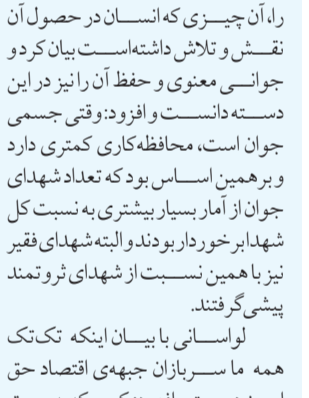 را، آن چیزی که انسان در حصول آن
نقش و تلاش داشته‌است بیان کرد و
جوانی معنوی و حفظ آن را نیز در این
دسته دانست و افزود: وقتی جسمی
جوان است، محافظه‌کاری کمتری دارد
و برهمین اساس بود که تعداد شهدای
جوان از آمار بسیار بیشتری به نسبت کل
شهدا برخوردار بودند و البته شهدای فقیر
نیز با همین نسبت از شهدای ثروتمند
پیشی گرفتند.
لواسانی با بیان اینکه تک‌تک
همه ما سربازان جبهه‌ی اقتصاد حق